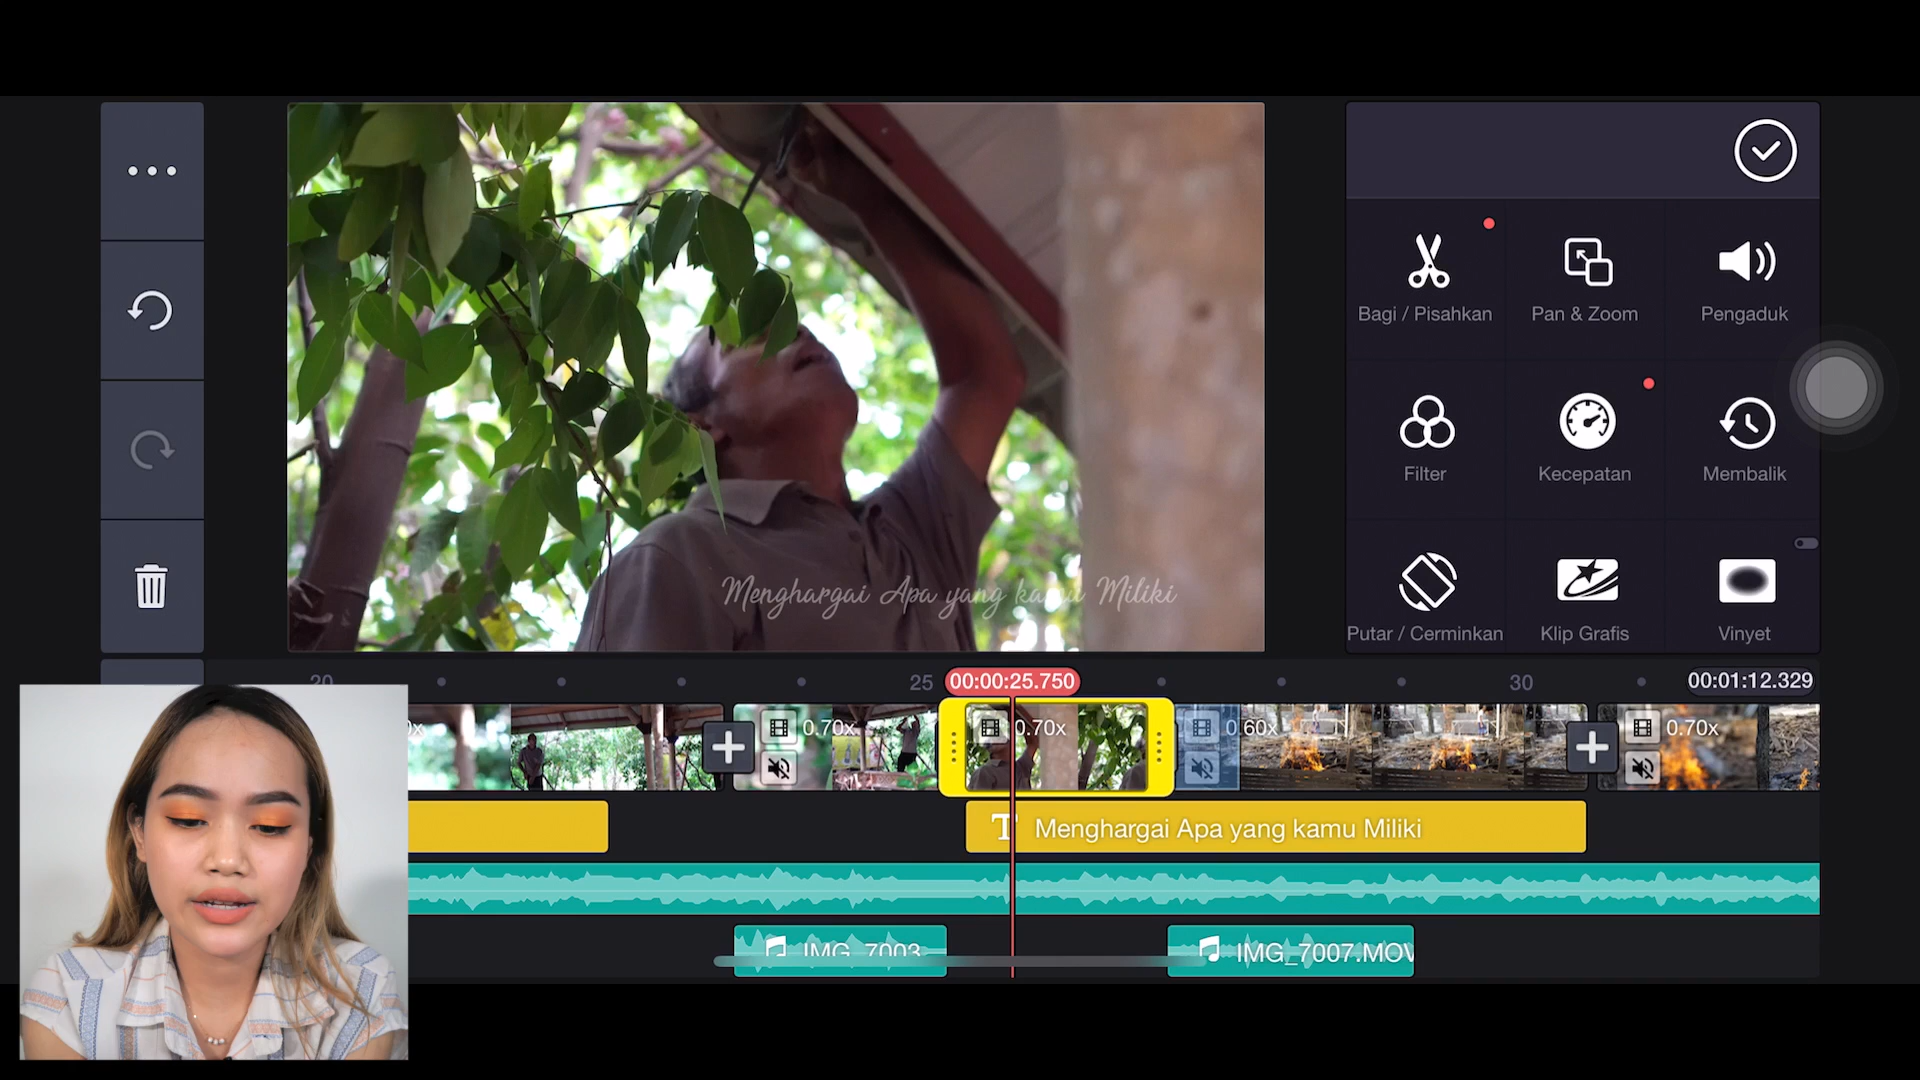 Menghargai Apa yang kamu Miliki
Bagi / Pisahkan
Pan & Zoom
Pengaduk
Filter
Kecepatan
Membalik
Putar / Cerminkan
Klip Grafis
Vinyet
20
25
00:00:25.750
30
00:01:12.329
0.70x
0.70x
0.60x
0.70x
T Menghargai Apa yang kamu Miliki
IMG_7003
IMG_7007.MOV